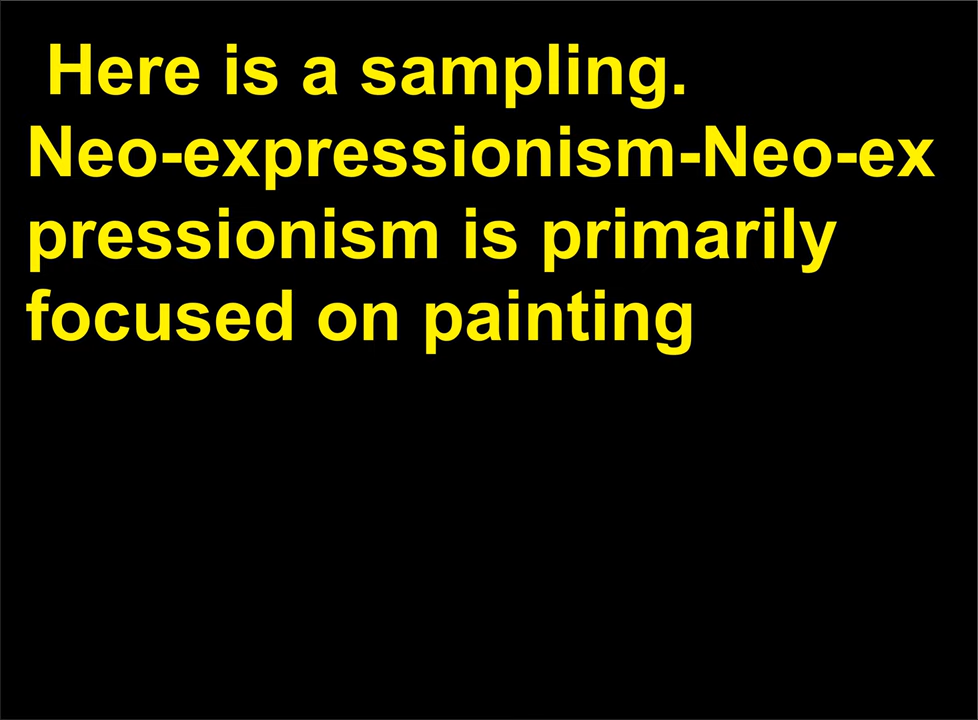 Here is a sampling.
Neo-expressionism-Neo-ex
pressionism is primarily
focused on painting